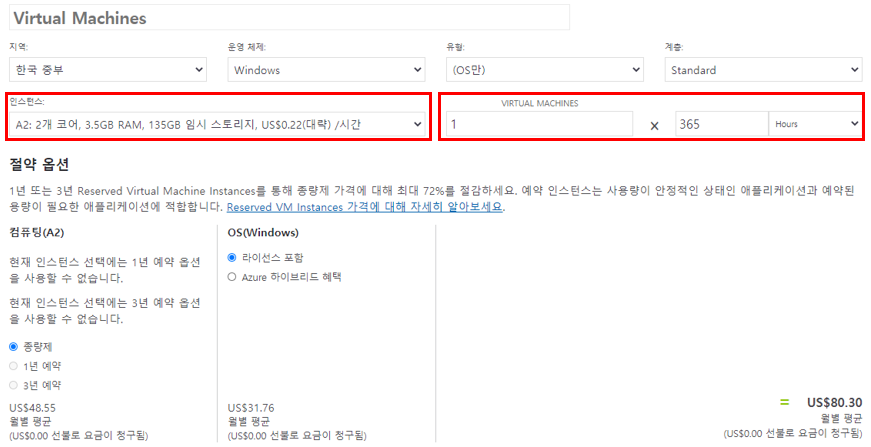 Virtual Machines
지역: 운영 체제: 유형: 계층:
한국 중부 Windows (OS만) Standard
인스턴스: VIRTUAL MACHINES
A2: 2개 코어, 3.5GB RAM, 135GB 임시 스토리지, US$0.22(대략) /시간 1 × 365 Hours
절약 옵션
1년 또는 3년 Reserved Virtual Machine Instances를 통해 종량제 가격에 대해 최대 72%를 절감하세요. 예약 인스턴스는 사용량이 안정적인 상태인 애플리케이션과 예약된
용량이 필요한 애플리케이션에 적합합니다. Reserved VM Instances 가격에 대해 자세히 알아보세요.
컴퓨팅(A2)
현재 인스턴스 선택에는 1년 예약 옵션
을 사용할 수 없습니다.
현재 인스턴스 선택에는 3년 예약 옵션
을 사용할 수 없습니다.
종량제
1년 예약
3년 예약
US$48.55
월별 평균
(US$0.00 선불로 요금이 청구됨)
OS(Windows)
라이선스 포함
Azure 하이브리드 혜택
US$31.76
월별 평균
(US$0.00 선불로 요금이 청구됨)
= US$80.30
월별 평균
(US$0.00 선불로 요금이 청구됨)